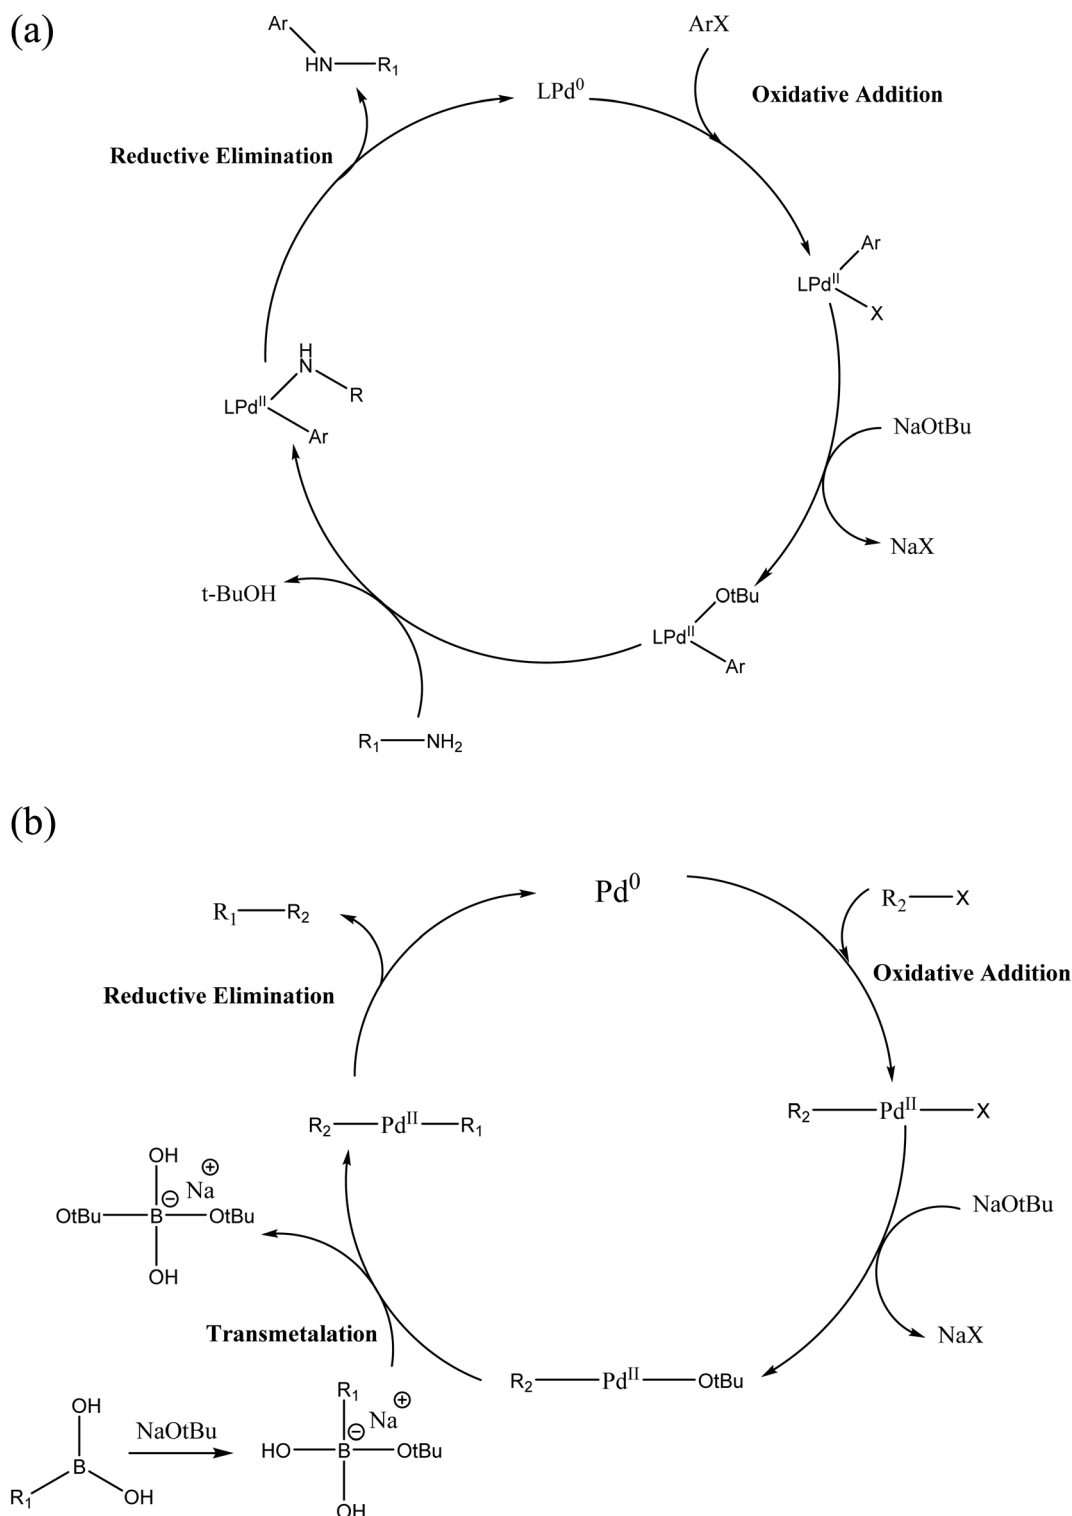 (a)
Ar
HN—R₁
ArX
LPd⁰
Oxidative Addition
Reductive Elimination
Ar
LPdᴵᴵ
X
H
N
R
LPdᴵᴵ
Ar
NaOtBu
NaX
t-BuOH
OtBu
LPdᴵᴵ
Ar
R₁—NH₂
(b)
Pd⁰
R₂—X
R₁—R₂
Oxidative Addition
Reductive Elimination
R₂—Pdᴵᴵ—X
R₂—Pdᴵᴵ—R₁
OH
⊕
⊖ Na
OtBu—B—OtBu
OH
NaOtBu
NaX
Transmetalation
R₂—Pdᴵᴵ—OtBu
R₁
⊕
⊖ Na
HO—B—OtBu
OH
OH
NaOtBu
B
R₁
OH